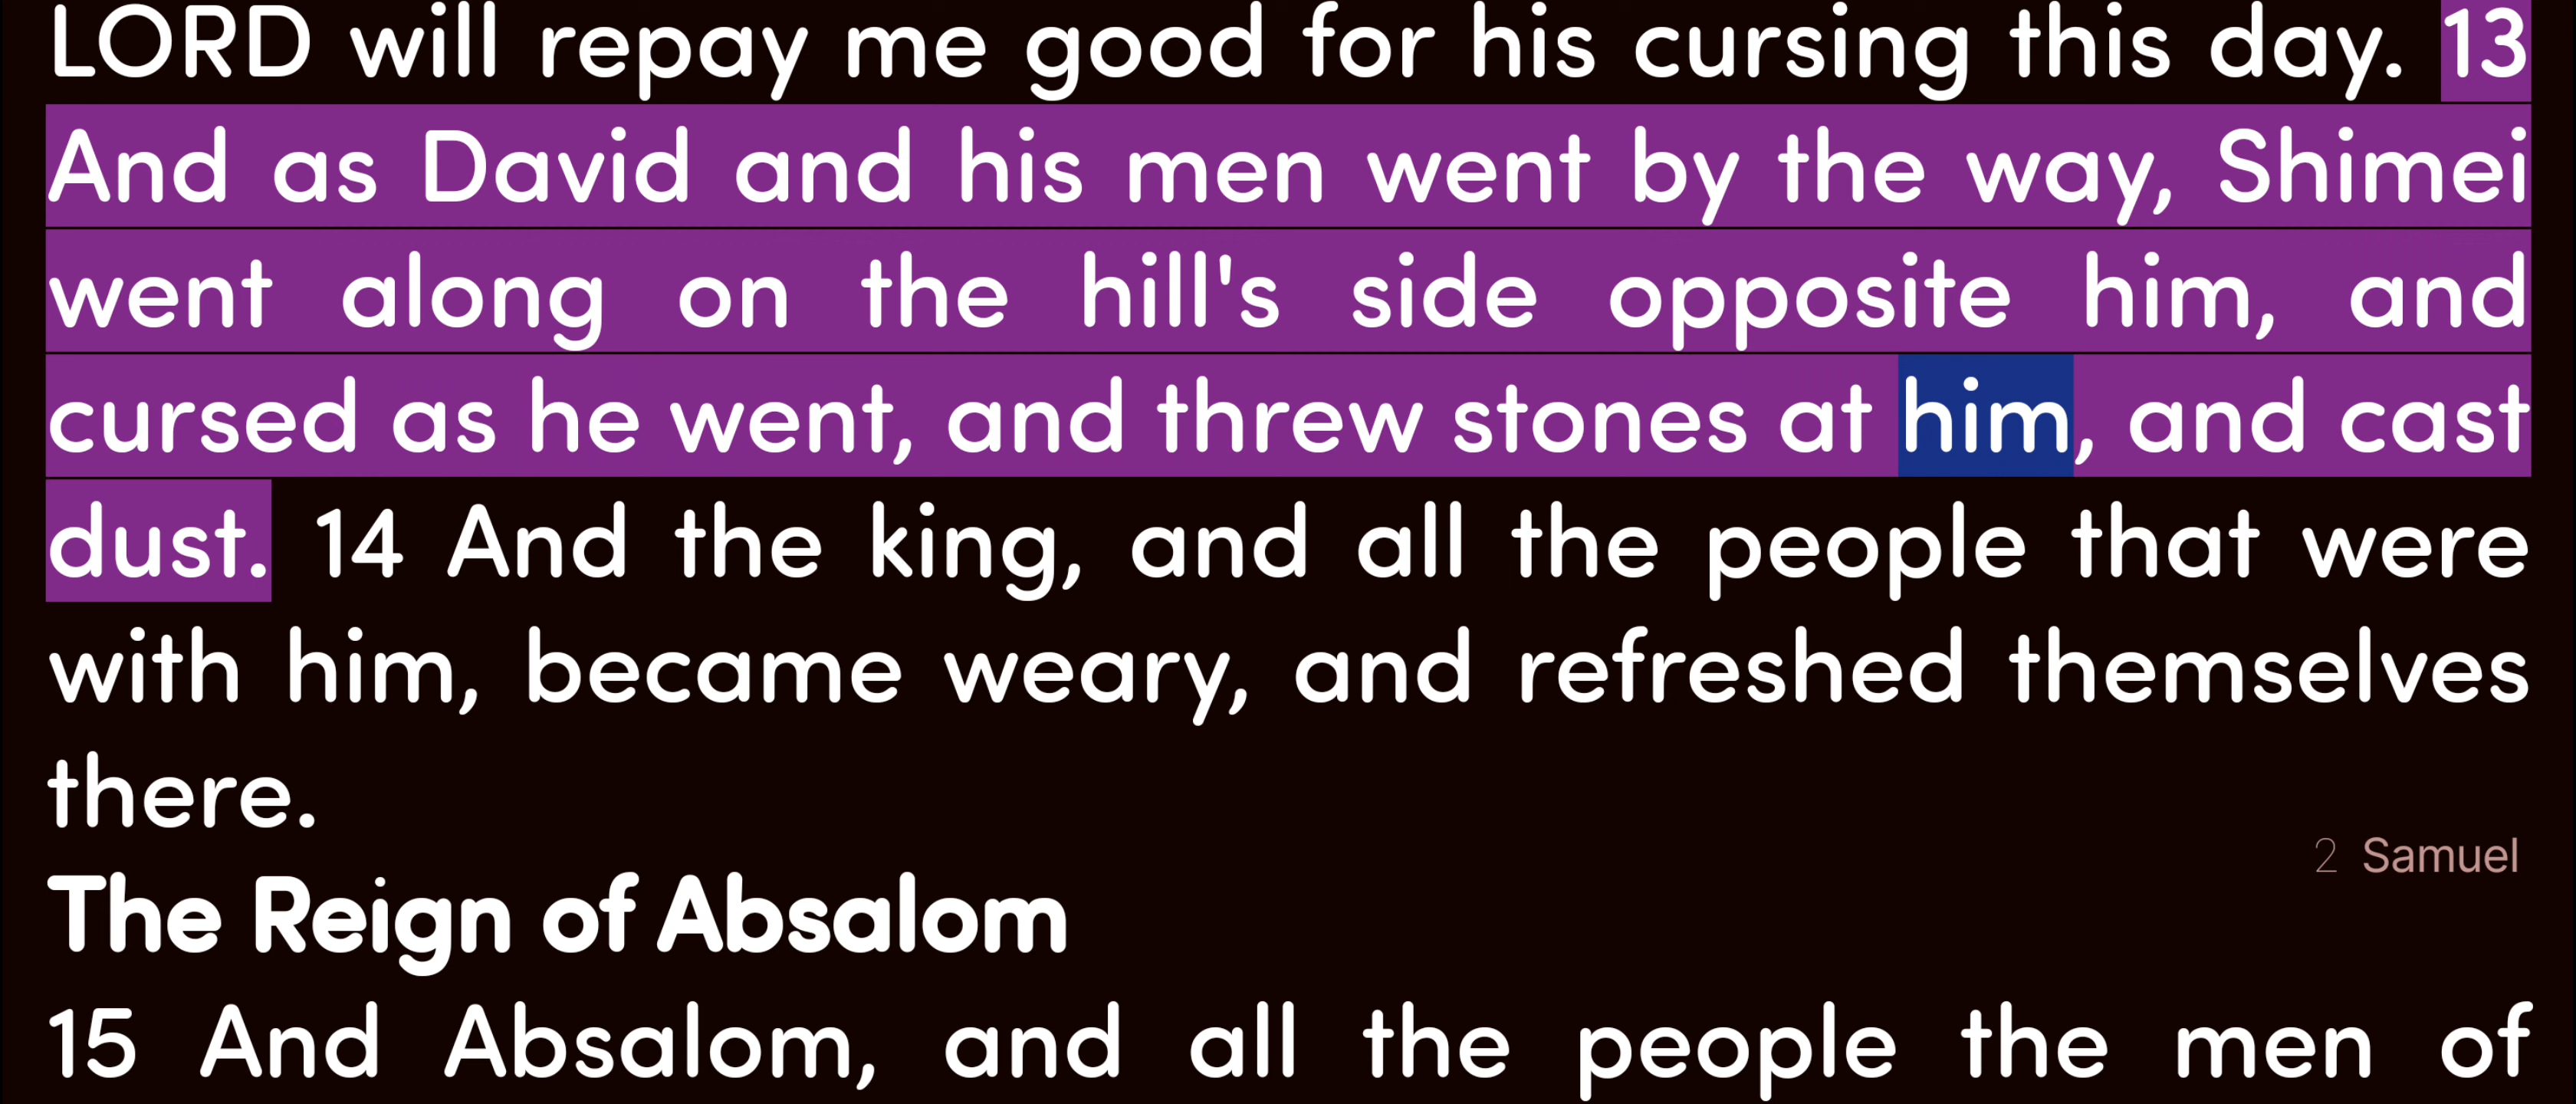 LORD will repay me good for his cursing this day. 13
And as David and his men went by the way, Shimei
went along on the hill's side opposite him, and
cursed as he went, and threw stones at him, and cast
dust. 14 And the king, and all the people that were
with him, became weary, and refreshed themselves
there.
2 Samuel
The Reign of Absalom
15 And Absalom, and all the people the men of